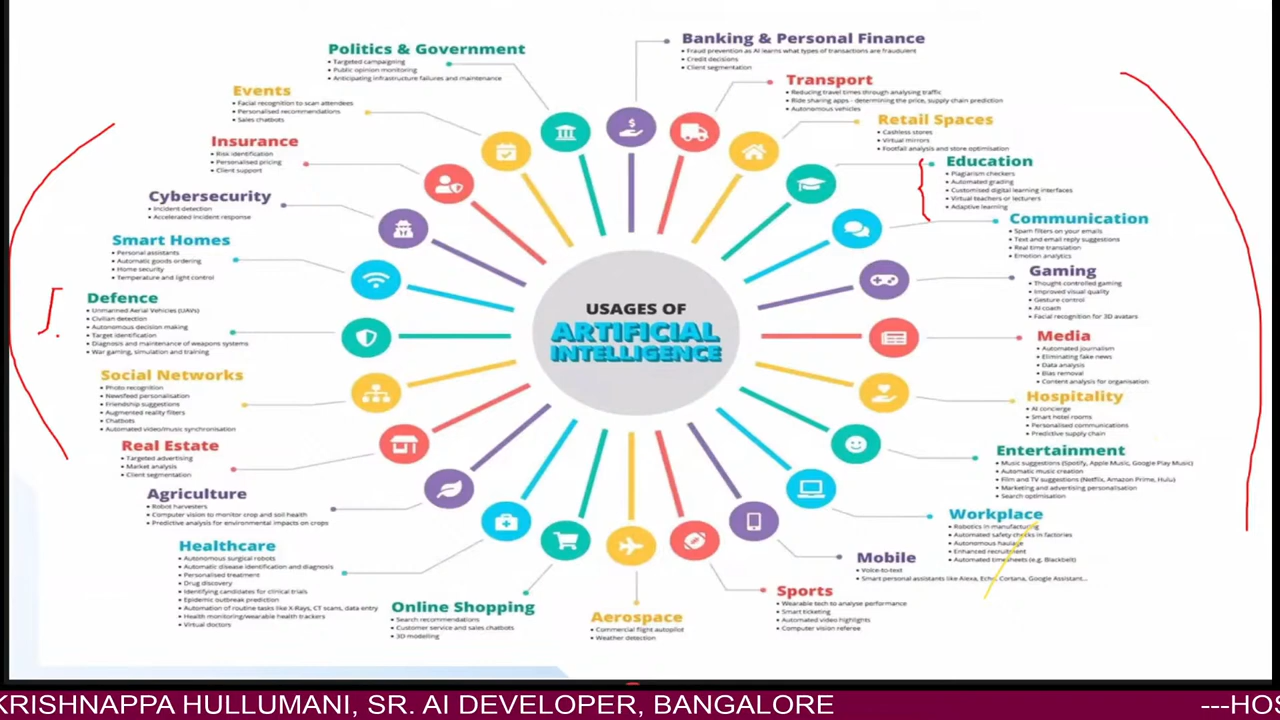 Banking & Personal Finance
• Fraud prevention as AI learns what types of transactions are fraudulent
• Credit decisions
• Client segmentation
Transport
• Reducing travel times through analysing traffic
• Ride sharing apps - determining the price, supply chain prediction
• Autonomous vehicles
Retail Spaces
• Cashless stores
• Virtual mirrors
• Footfall analysis and store optimisation
Education
• Plagiarism checkers
• Automated grading
• Customised digital learning interfaces
• Virtual teachers or lecturers
• Adaptive learning
Communication
• Spam filters on your emails
• Text and email reply suggestions
• Real time translation
• Emotion analytics
Gaming
• Thought controlled gaming
• Improved visual quality
• Gesture control
• AI coach
• Facial recognition for 3D avatars
Media
• Automated journalism
• Eliminating fake news
• Data analysis
• Bias removal
• Content analysis for organisation
Hospitality
• AI concierge
• Smart hotel rooms
• Personalised communications
• Predictive supply chain
Entertainment
• Music suggestions (Spotify, Apple Music, Google Play Music)
• Automatic music creation
• Film and TV suggestions (Netflix, Amazon Prime, Hulu)
• Marketing and advertising personalisation
• Search optimisation
Workplace
• Robotics in manufacturing
• Automated safety checks in factories
• Autonomous haulage
• Enhanced recruitment
• Automated timesheets (e.g. Blackbelt)
Mobile
• Voice-to-text
• Smart personal assistants like Alexa, Echo, Cortana, Google Assistant...
Sports
• Wearable tech to analyse performance
• Smart ticketing
• Automated video highlights
• Computer vision referee
Aerospace
• Commercial flight autopilot
• Weather detection
Online Shopping
• Search recommendations
• Customer service and sales chatbots
• 3D modelling
Healthcare
• Autonomous surgical robots
• Automatic disease identification and diagnosis
• Personalised treatment
• Drug discovery
• Identifying candidates for clinical trials
• Epidemic outbreak prediction
• Automation of routine tasks like X-Rays, CT scans, data entry
• Health monitoring/wearable health trackers
• Virtual doctors
Agriculture
• Robot harvesters
• Computer vision to monitor crop and soil health
• Predictive analysis for environmental impacts on crops
Real Estate
• Targeted advertising
• Market analysis
• Client segmentation
Social Networks
• Photo recognition
• Newsfeed personalisation
• Friendship suggestions
• Augmented reality filters
• Chatbots
• Automated video/music synchronisation
Defence
• Unmanned Aerial Vehicles (UAVs)
• Civilian detection
• Autonomous decision making
• Target identification
• Diagnosis and maintenance of weapons systems
• War gaming, simulation and training
Smart Homes
• Personal assistants
• Automatic goods ordering
• Home security
• Temperature and light control
Cybersecurity
• Incident detection
• Accelerated incident response
Insurance
• Risk identification
• Personalised pricing
• Client support
Events
• Facial recognition to scan attendees
• Personalised recommendations
• Sales chatbots
Politics & Government
• Targeted campaigning
• Public opinion monitoring
• Anticipating infrastructure failures and maintenance
USAGES OF
ARTIFICIAL
INTELLIGENCE
KRISHNAPPA HULLUMANI, SR. AI DEVELOPER, BANGALORE ---HOS